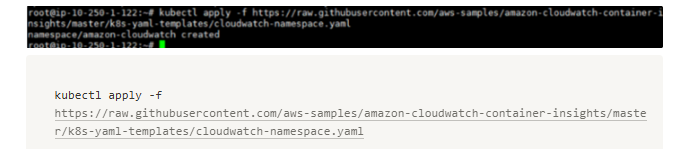 root@ip-10-250-1-122:~# kubectl apply -f https://raw.githubusercontent.com/aws-samples/amazon-cloudwatch-container-i
nsights/master/k8s-yaml-templates/cloudwatch-namespace.yaml
namespace/amazon-cloudwatch created
root@ip-10-250-1-122:~#
kubectl apply -f
https://raw.githubusercontent.com/aws-samples/amazon-cloudwatch-container-insights/maste
r/k8s-yaml-templates/cloudwatch-namespace.yaml